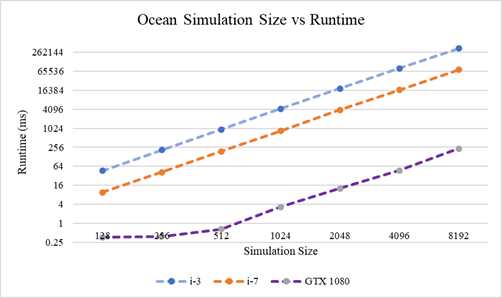 Ocean Simulation Size vs Runtime
262144
65536
16384
4096
1024
256
64
16
4
1
0.25
Runtime (ms)
128 256 512 1024 2048 4096 8192
Simulation Size
i-3 i-7 GTX 1080